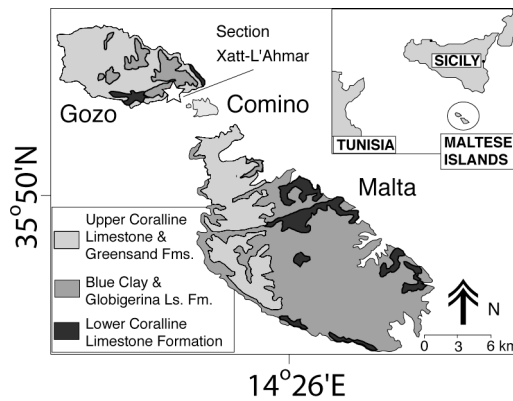 Section
Xatt-L'Ahmar
Gozo
Comino
Malta
SICILY
TUNISIA
MALTESE
ISLANDS
35°50'N
Upper Coralline
Limestone &
Greensand Fms.
Blue Clay &
Globigerina Ls. Fm.
Lower Coralline
Limestone Formation
N
0 3 6 km
14°26'E